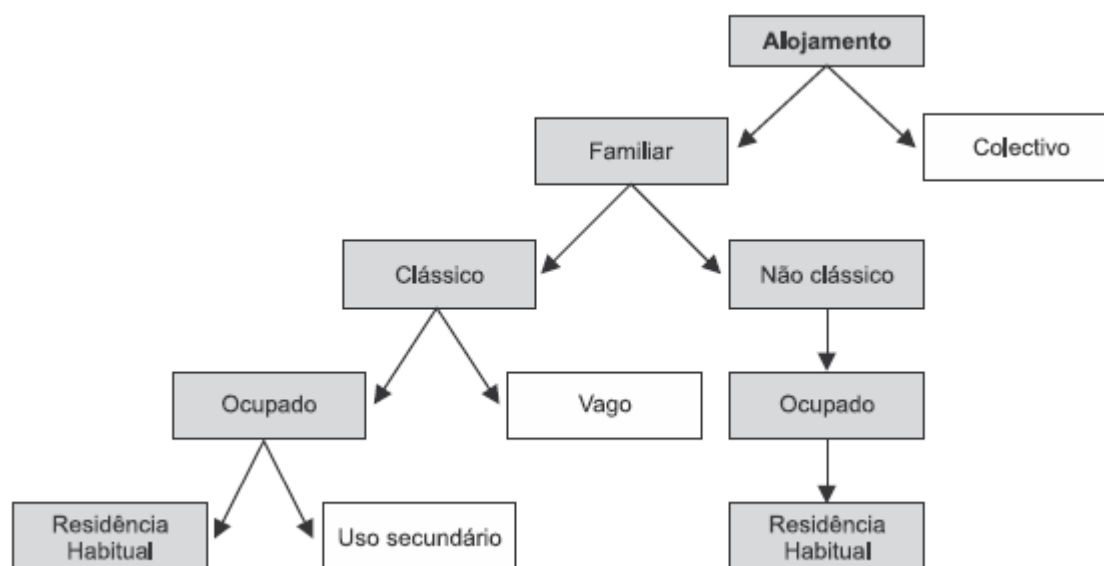 Alojamento
Familiar
Colectivo
Clássico
Não clássico
Ocupado
Vago
Ocupado
Residência
Habitual
Uso secundário
Residência
Habitual